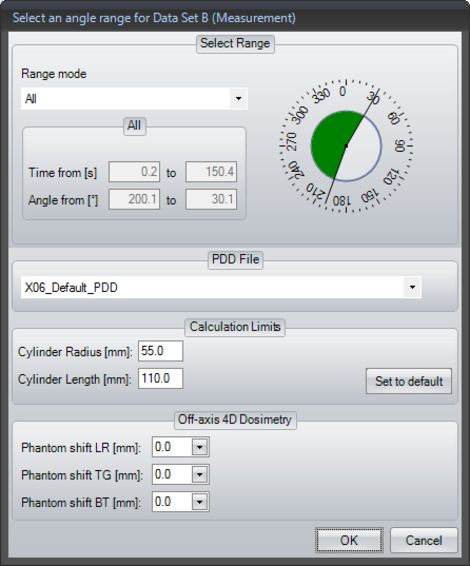 Select an angle range for Data Set B (Measurement)
Select Range
Range mode
All
All
Time from [s] 0.2 to 150.4
Angle from [°] 200.1 to 30.1
0 30 60 90 120 150 180 210 240 270 300 330
PDD File
X06_Default_PDD
Calculation Limits
Cylinder Radius [mm]: 55.0
Cylinder Length [mm]: 110.0
Set to default
Off-axis 4D Dosimetry
Phantom shift LR [mm]: 0.0
Phantom shift TG [mm]: 0.0
Phantom shift BT [mm]: 0.0
OK Cancel